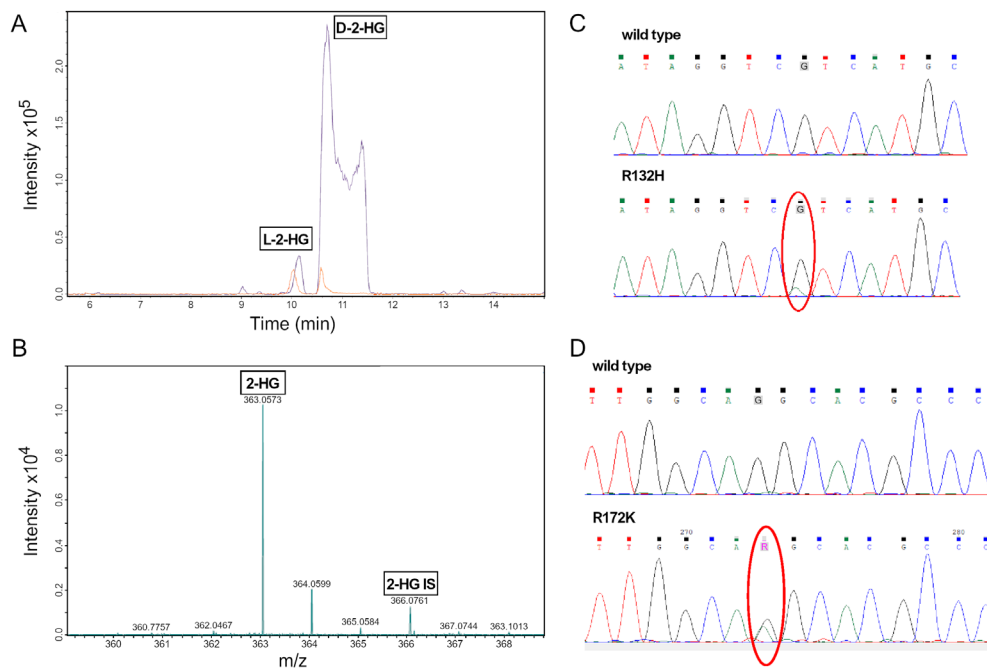 A
D-2-HG
L-2-HG
Intensity x10⁵
2.0
1.5
1.0
0.5
0.0
6 7 8 9 10 11 12 13 14
Time (min)
B
2-HG
363.0573
364.0599
2-HG IS
366.0761
360.7757 362.0467 365.0584 367.0744 363.1013
Intensity x10⁴
1.0
0.8
0.6
0.4
0.2
0.0
360 361 362 363 364 365 366 367 368
m/z
C
wild type
A T A G G T C G T C A T G C
R132H
A T A G G T C G T C A T G C
D
wild type
T T G G C A G G C A C G C C C
R172K
270 280
T T G G C A R G C A C G C C C